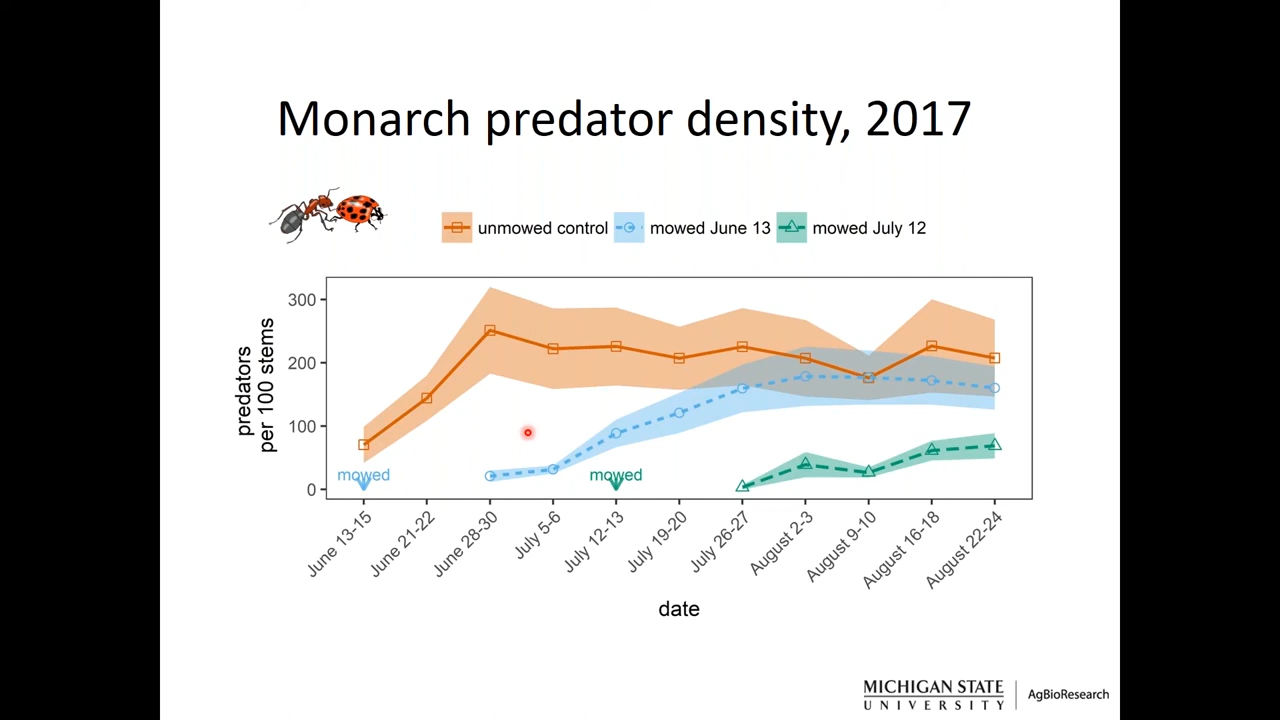 Monarch predator density, 2017
unmowed control
mowed June 13
mowed July 12
predators
per 100 stems
300
200
100
0
mowed
mowed
June 13-15
June 21-22
June 28-30
July 5-6
July 12-13
July 19-20
July 26-27
August 2-3
August 9-10
August 16-18
August 22-24
date
MICHIGAN STATE
UNIVERSITY
AgBioResearch